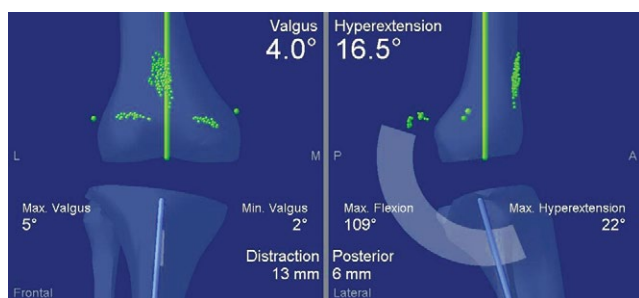 Valgus
4.0°
Hyperextension
16.5°
L
M
P
A
Max. Valgus
5°
Min. Valgus
2°
Max. Flexion
109°
Max. Hyperextension
22°
Distraction
13 mm
Posterior
6 mm
Frontal
Lateral